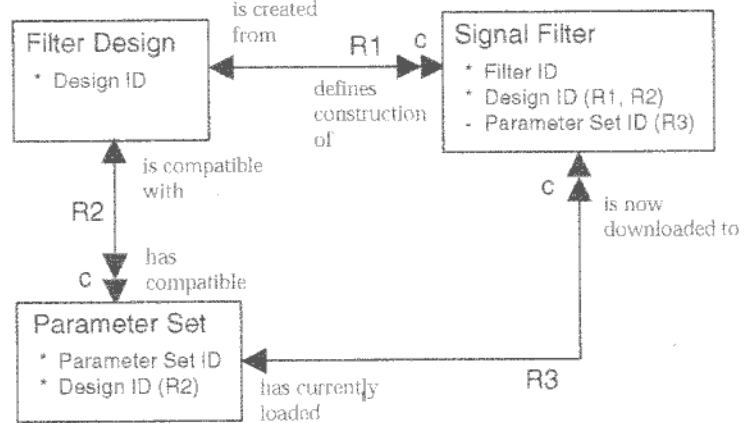 is created
from
Filter Design
* Design ID
R1
c
defines
construction
of
Signal Filter
* Filter ID
* Design ID (R1, R2)
- Parameter Set ID (R3)
is compatible
with
R2
has
compatible
c
c
is now
downloaded to
Parameter Set
* Parameter Set ID
* Design ID (R2)
has currently
loaded
R3